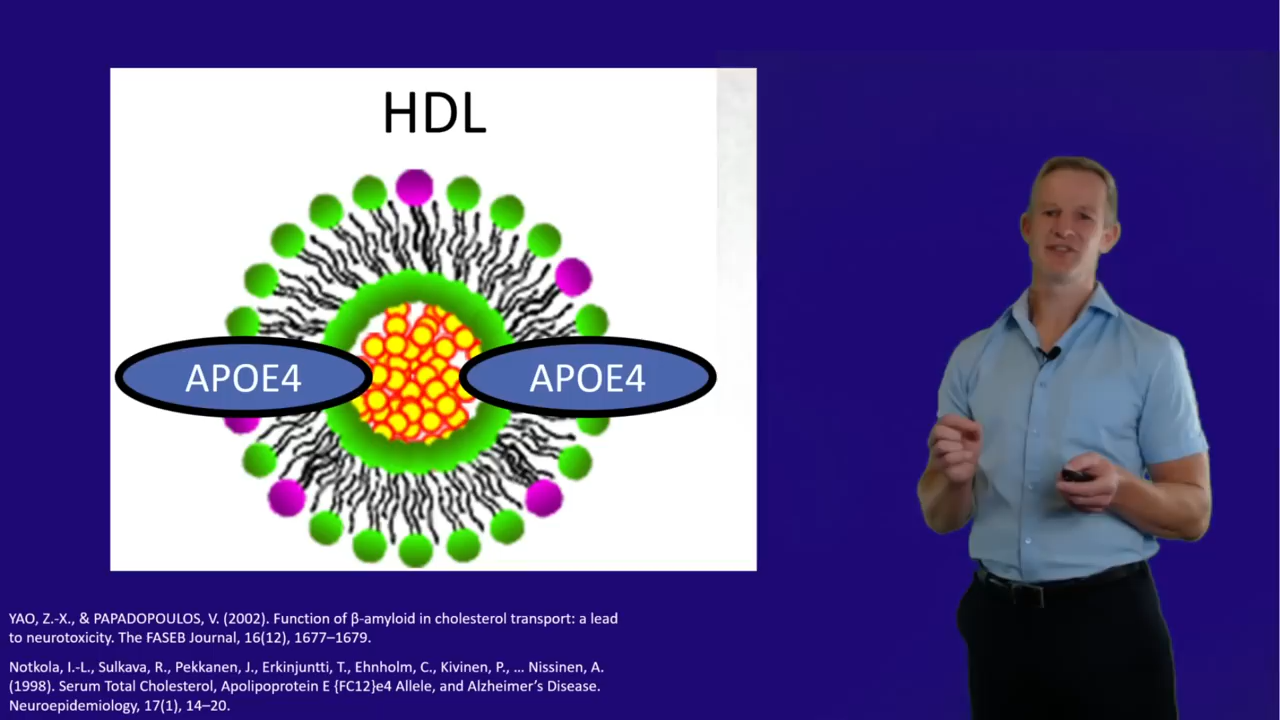 HDL
APOE4
APOE4
YAO, Z.-X., & PAPADOPOULOS, V. (2002). Function of β-amyloid in cholesterol transport: a lead
to neurotoxicity. The FASEB Journal, 16(12), 1677–1679.
Notkola, I.-L., Sulkava, R., Pekkanen, J., Erkinjuntti, T., Ehnholm, C., Kivinen, P., … Nissinen, A.
(1998). Serum Total Cholesterol, Apolipoprotein E {FC12}e4 Allele, and Alzheimer’s Disease.
Neuroepidemiology, 17(1), 14–20.